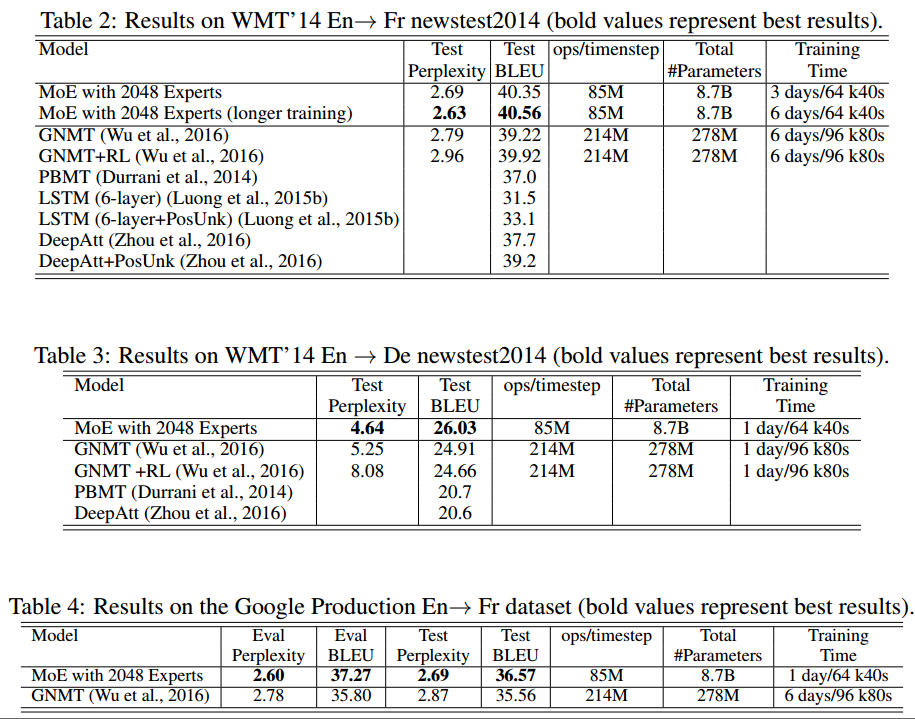 Table 2: Results on WMT'14 En→ Fr newstest2014 (bold values represent best results).
Model Test Test ops/timenstep Total Training
Perplexity BLEU #Parameters Time
MoE with 2048 Experts 2.69 40.35 85M 8.7B 3 days/64 k40s
MoE with 2048 Experts (longer training) 2.63 40.56 85M 8.7B 6 days/64 k40s
GNMT (Wu et al., 2016) 2.79 39.22 214M 278M 6 days/96 k80s
GNMT+RL (Wu et al., 2016) 2.96 39.92 214M 278M 6 days/96 k80s
PBMT (Durrani et al., 2014) 37.0
LSTM (6-layer) (Luong et al., 2015b) 31.5
LSTM (6-layer+PosUnk) (Luong et al., 2015b) 33.1
DeepAtt (Zhou et al., 2016) 37.7
DeepAtt+PosUnk (Zhou et al., 2016) 39.2
Table 3: Results on WMT'14 En → De newstest2014 (bold values represent best results).
Model Test Test ops/timestep Total Training
Perplexity BLEU #Parameters Time
MoE with 2048 Experts 4.64 26.03 85M 8.7B 1 day/64 k40s
GNMT (Wu et al., 2016) 5.25 24.91 214M 278M 1 day/96 k80s
GNMT +RL (Wu et al., 2016) 8.08 24.66 214M 278M 1 day/96 k80s
PBMT (Durrani et al., 2014) 20.7
DeepAtt (Zhou et al., 2016) 20.6
Table 4: Results on the Google Production En→ Fr dataset (bold values represent best results).
Model Eval Eval Test Test ops/timestep Total Training
Perplexity BLEU Perplexity BLEU #Parameters Time
MoE with 2048 Experts 2.60 37.27 2.69 36.57 85M 8.7B 1 day/64 k40s
GNMT (Wu et al., 2016) 2.78 35.80 2.87 35.56 214M 278M 6 days/96 k80s